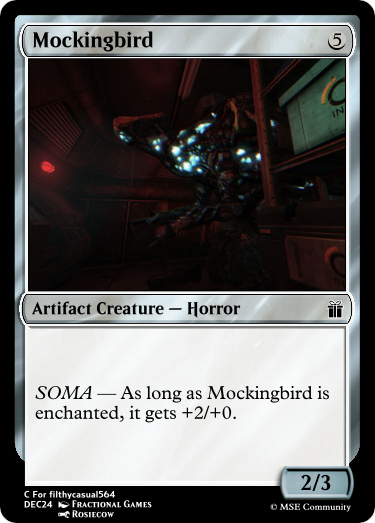 Mockingbird 5
IN
Artifact Creature — Horror
SOMA — As long as Mockingbird is
enchanted, it gets +2/+0.
2/3
C For filthycasual564
DEC24 Fractional Games
Rosiecow
© MSE Community